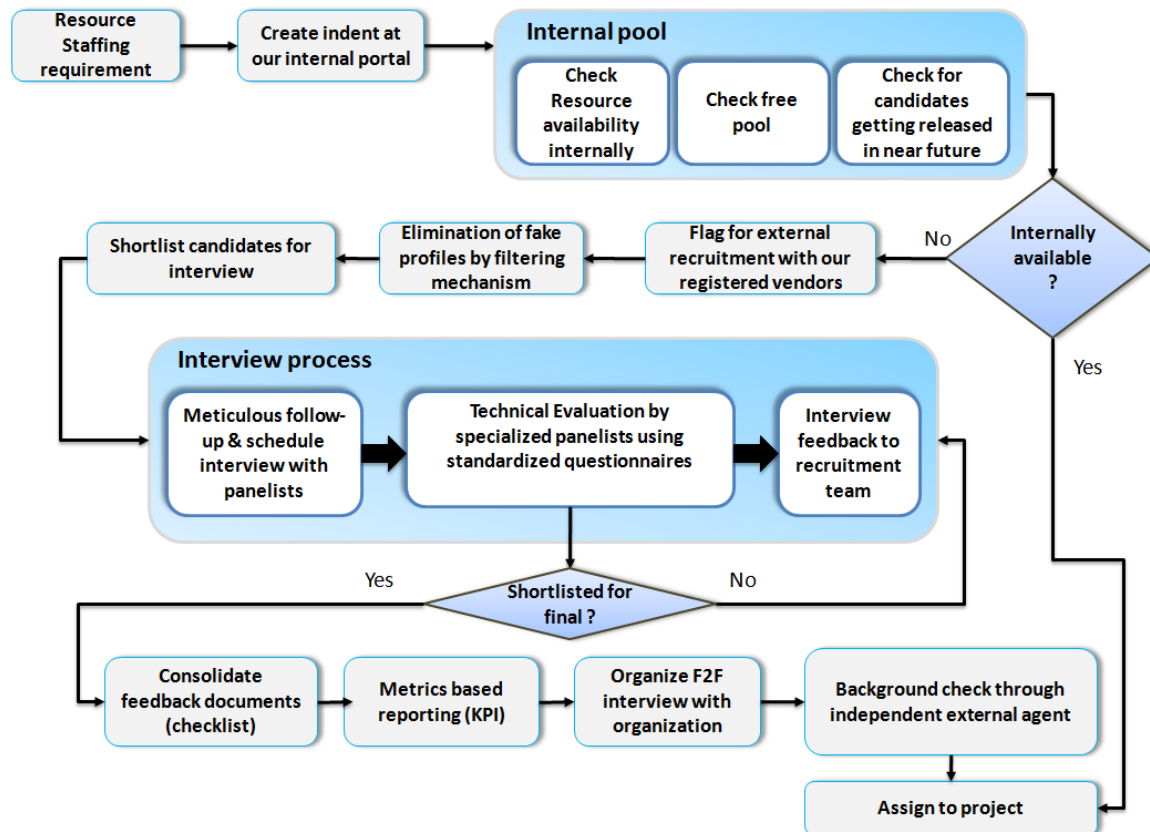 Resource
Staffing
requirement
Create indent at
our internal portal
Internal pool
Check
Resource
availability
internally
Check free
pool
Check for
candidates
getting released
in near future
Internally
available
?
No
Yes
Flag for external
recruitment with our
registered vendors
Elimination of fake
profiles by filtering
mechanism
Shortlist candidates for
interview
Interview process
Meticulous follow-
up & schedule
interview with
panelists
Technical Evaluation by
specialized panelists using
standardized questionnaires
Interview
feedback to
recruitment
team
Yes
No
Shortlisted for
final ?
Consolidate
feedback documents
(checklist)
Metrics based
reporting (KPI)
Organize F2F
interview with
organization
Background check through
independent external agent
Assign to project